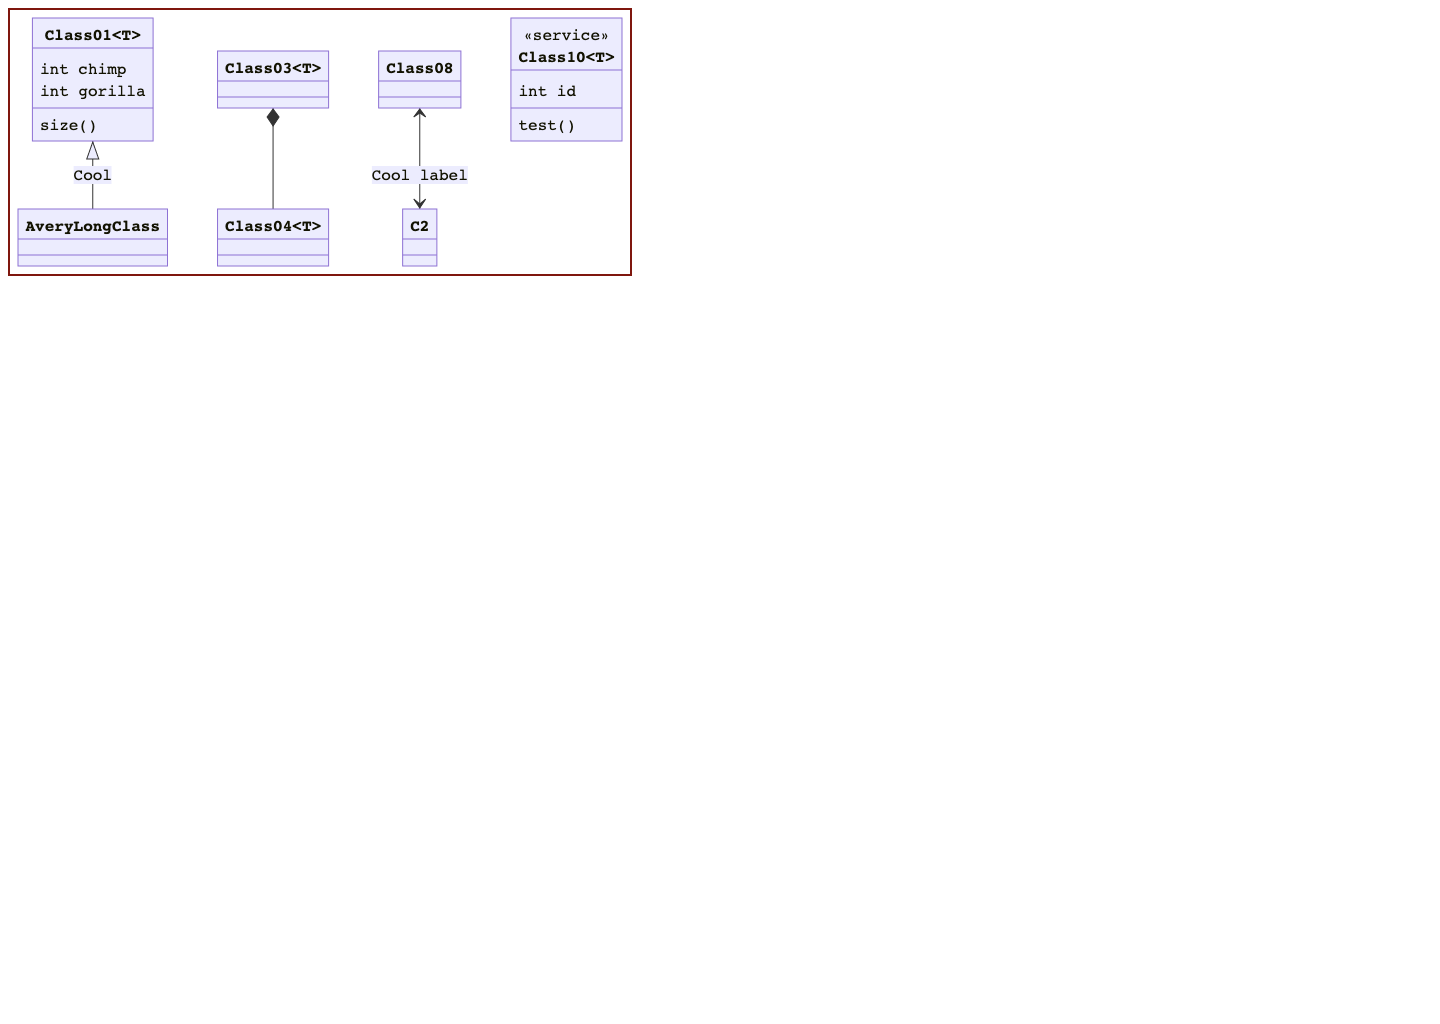 Class01<T>
int chimp
int gorilla
size()
Cool
AveryLongClass
Class03<T>
Class04<T>
Class08
Cool label
C2
«service»
Class10<T>
int id
test()